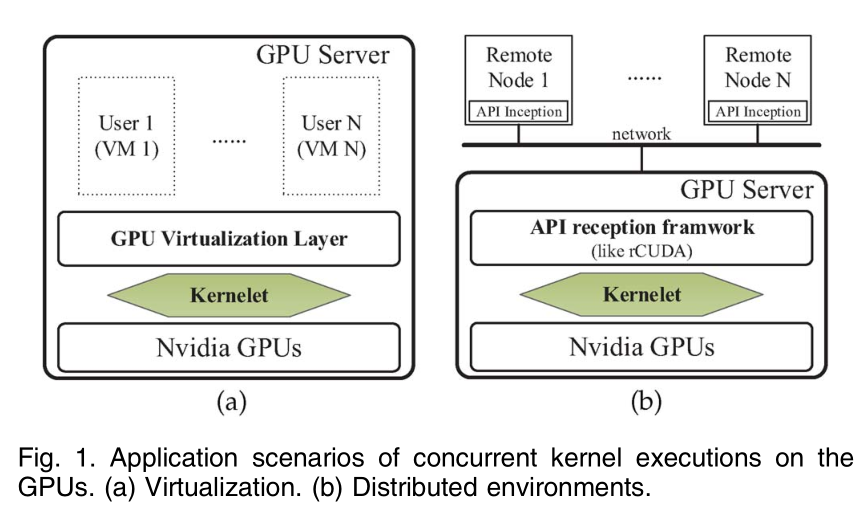 GPU Server
User 1
(VM 1)
......
User N
(VM N)
GPU Virtualization Layer
Kernelet
Nvidia GPUs
(a)
Remote
Node 1
API Inception
......
Remote
Node N
API Inception
network
GPU Server
API reception framwork
(like rCUDA)
Kernelet
Nvidia GPUs
(b)
Fig. 1. Application scenarios of concurrent kernel executions on the
GPUs. (a) Virtualization. (b) Distributed environments.